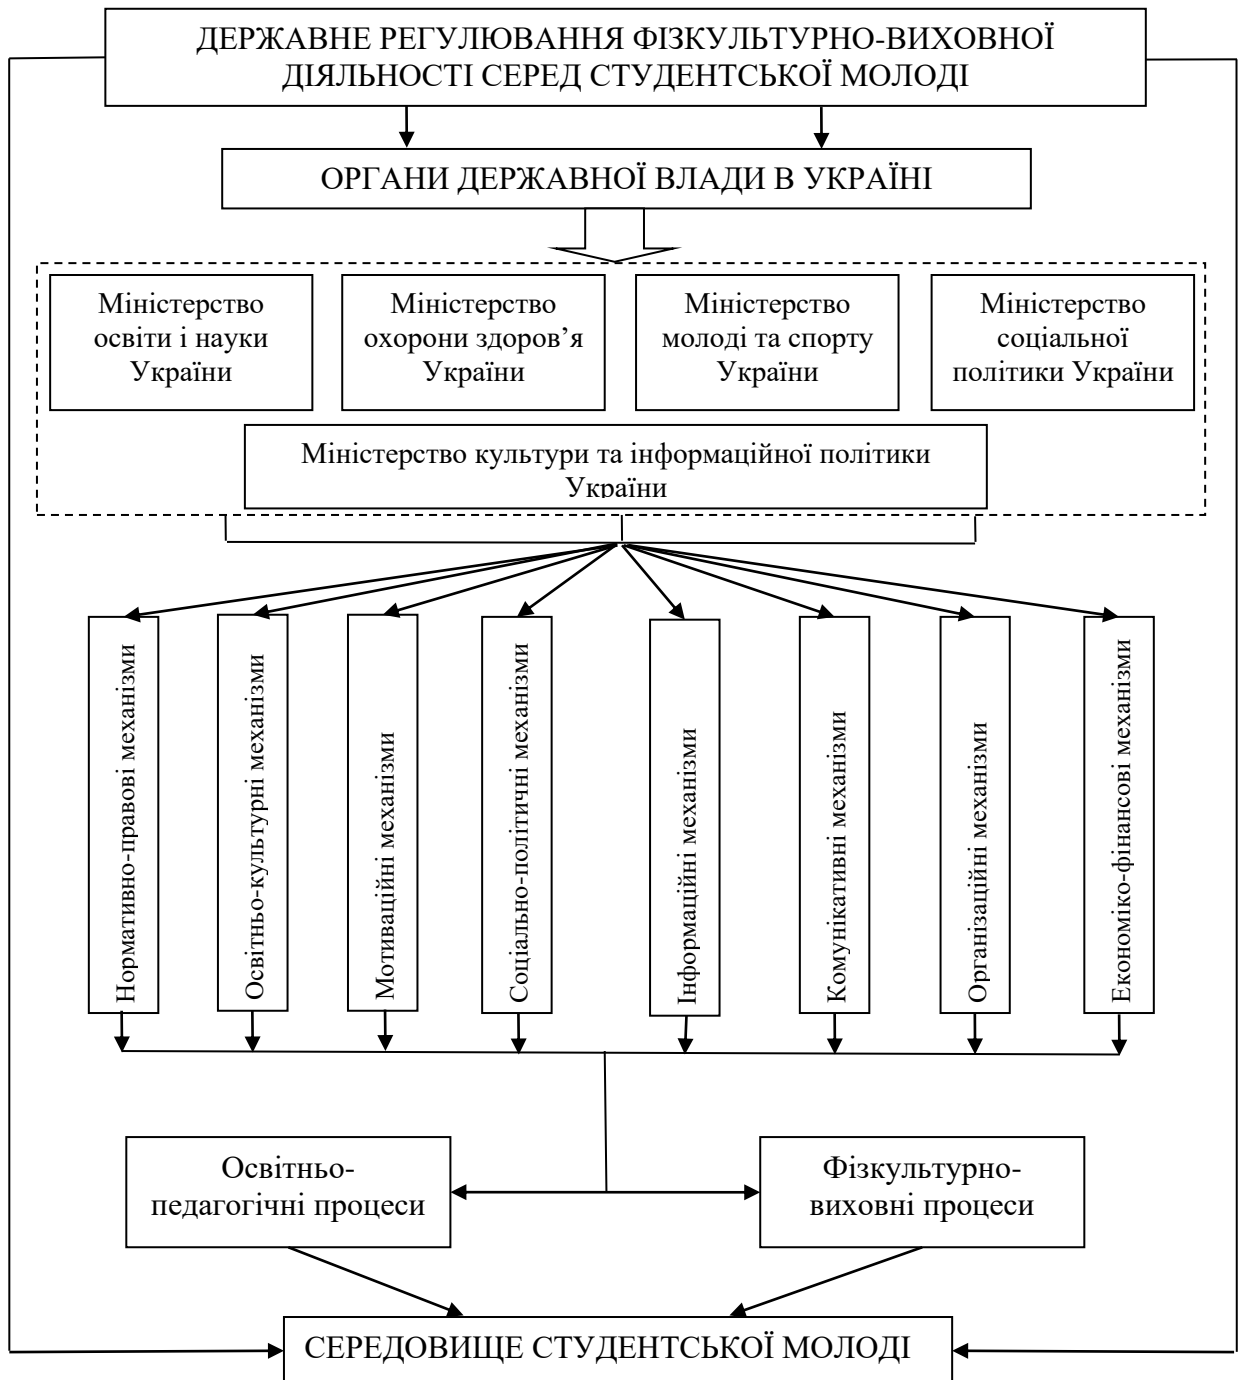 ДЕРЖАВНЕ РЕГУЛЮВАННЯ ФІЗКУЛЬТУРНО-ВИХОВНОЇ
ДІЯЛЬНОСТІ СЕРЕД СТУДЕНТСЬКОЇ МОЛОДІ
ОРГАНИ ДЕРЖАВНОЇ ВЛАДИ В УКРАЇНІ
Міністерство
освіти і науки
України
Міністерство
охорони здоров’я
України
Міністерство
молоді та спорту
України
Міністерство
соціальної
політики України
Міністерство культури та інформаційної політики
України
Нормативно-правові механізми
Освітньо-культурні механізми
Мотиваційні механізми
Соціально-політичні механізми
Інформаційні механізми
Комунікативні механізми
Організаційні механізми
Економіко-фінансові механізми
Освітньо-
педагогічні процеси
Фізкультурно-
виховні процеси
СЕРЕДОВИЩЕ СТУДЕНТСЬКОЇ МОЛОДІ